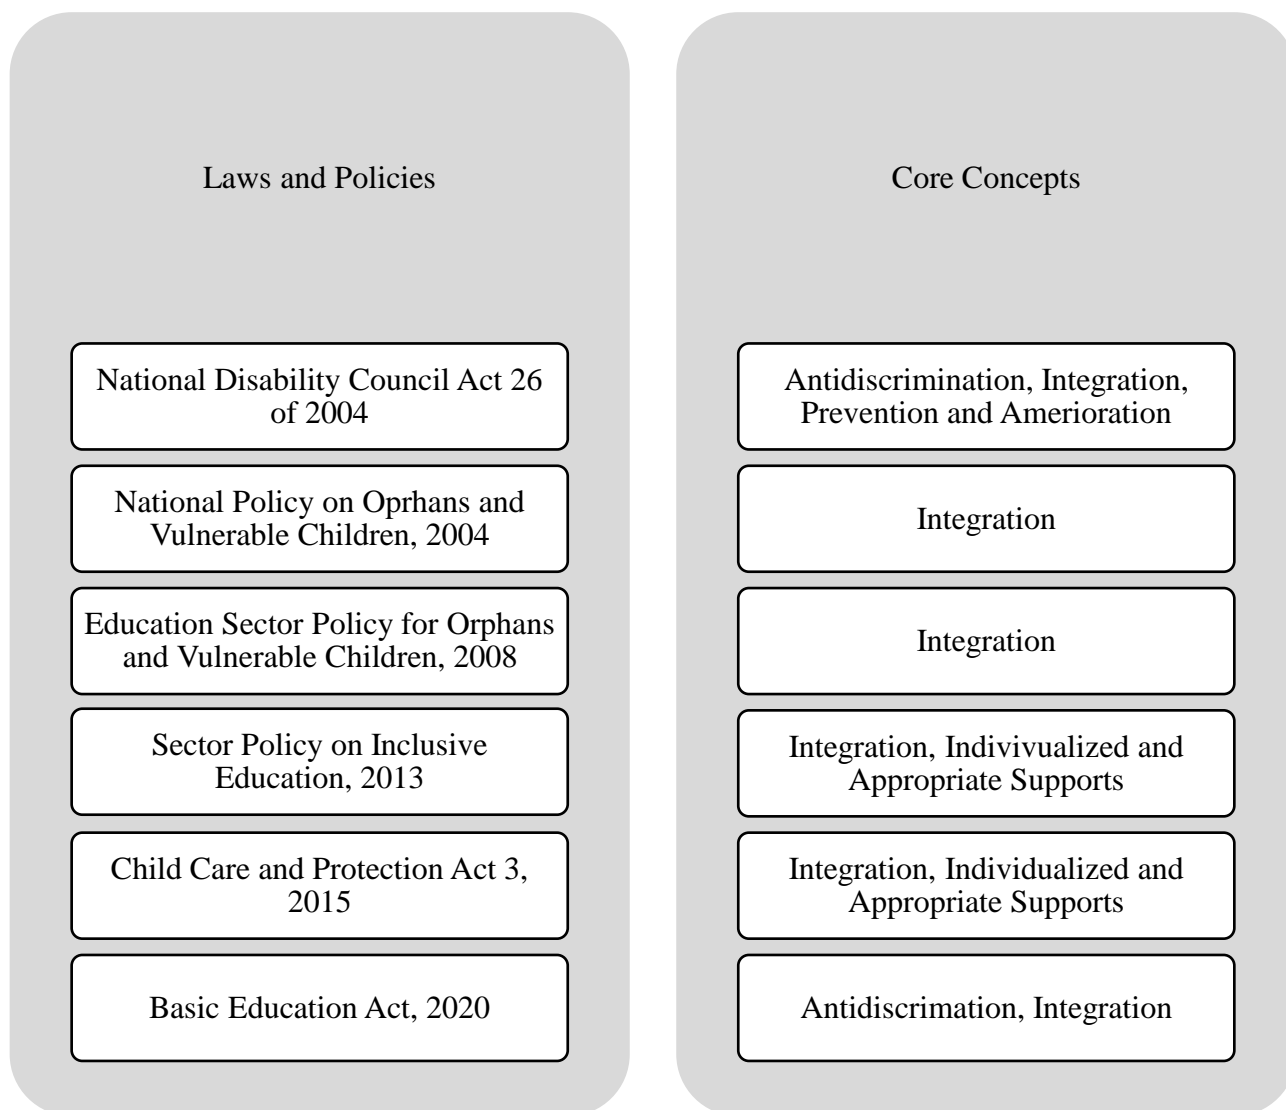 Laws and Policies
National Disability Council Act 26
of 2004
National Policy on Oprhans and
Vulnerable Children, 2004
Education Sector Policy for Orphans
and Vulnerable Children, 2008
Sector Policy on Inclusive
Education, 2013
Child Care and Protection Act 3,
2015
Basic Education Act, 2020
Core Concepts
Antidiscrimination, Integration,
Prevention and Amerioration
Integration
Integration
Integration, Indivivualized and
Appropriate Supports
Integration, Individualized and
Appropriate Supports
Antidiscrimation, Integration